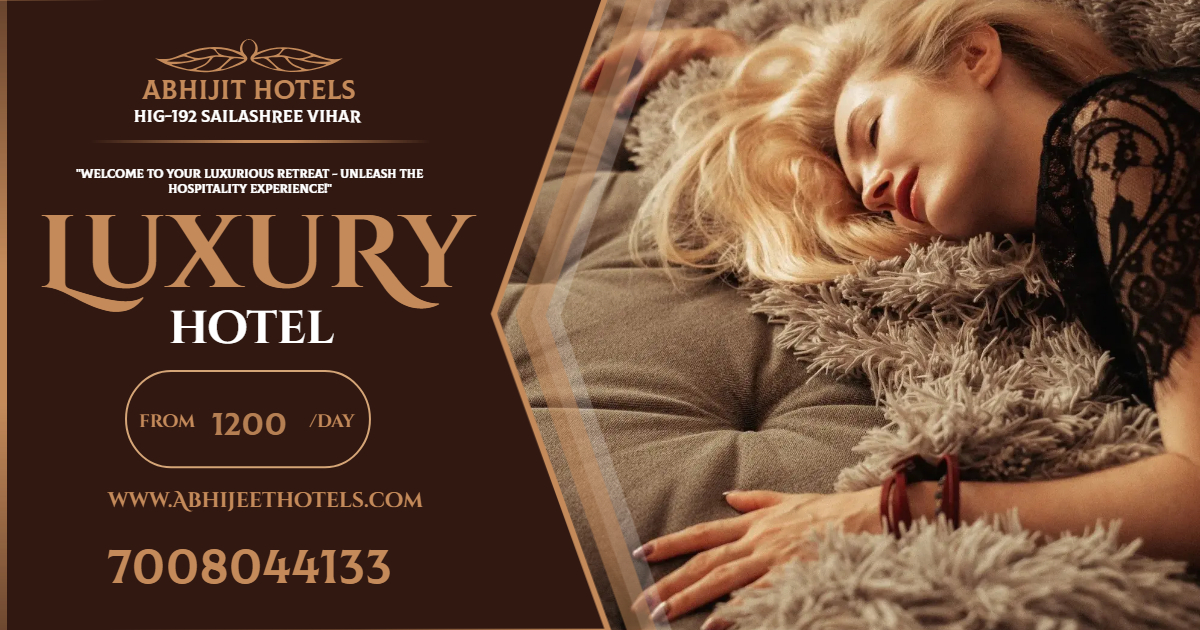 ABHIJIT HOTELS
HIG-192 SAILASHREE VIHAR
"WELCOME TO YOUR LUXURIOUS RETREAT - UNLEASH THE
HOSPITALITY EXPERIENCE!"
LUXURY
HOTEL
FROM 1200 /DAY
WWW.ABHIJEETHOTELS.COM
7008044133